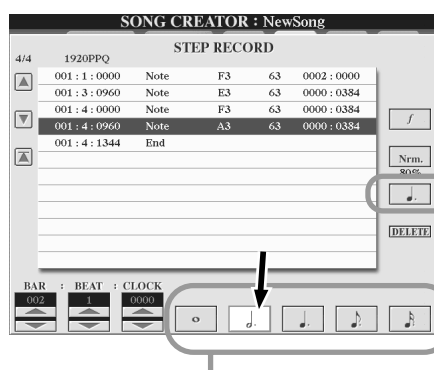 SONG CREATOR : NewSong
STEP RECORD
4/4 1920PPQ
001 : 1 : 0000 Note F3 63 0002 : 0000
001 : 3 : 0960 Note E3 63 0000 : 0384
001 : 4 : 0000 Note F3 63 0000 : 0384
001 : 4 : 0960 Note A3 63 0000 : 0384
001 : 4 : 1344 End
f
Nrm.
80%
DELETE
BAR : BEAT : CLOCK
002 1 0000